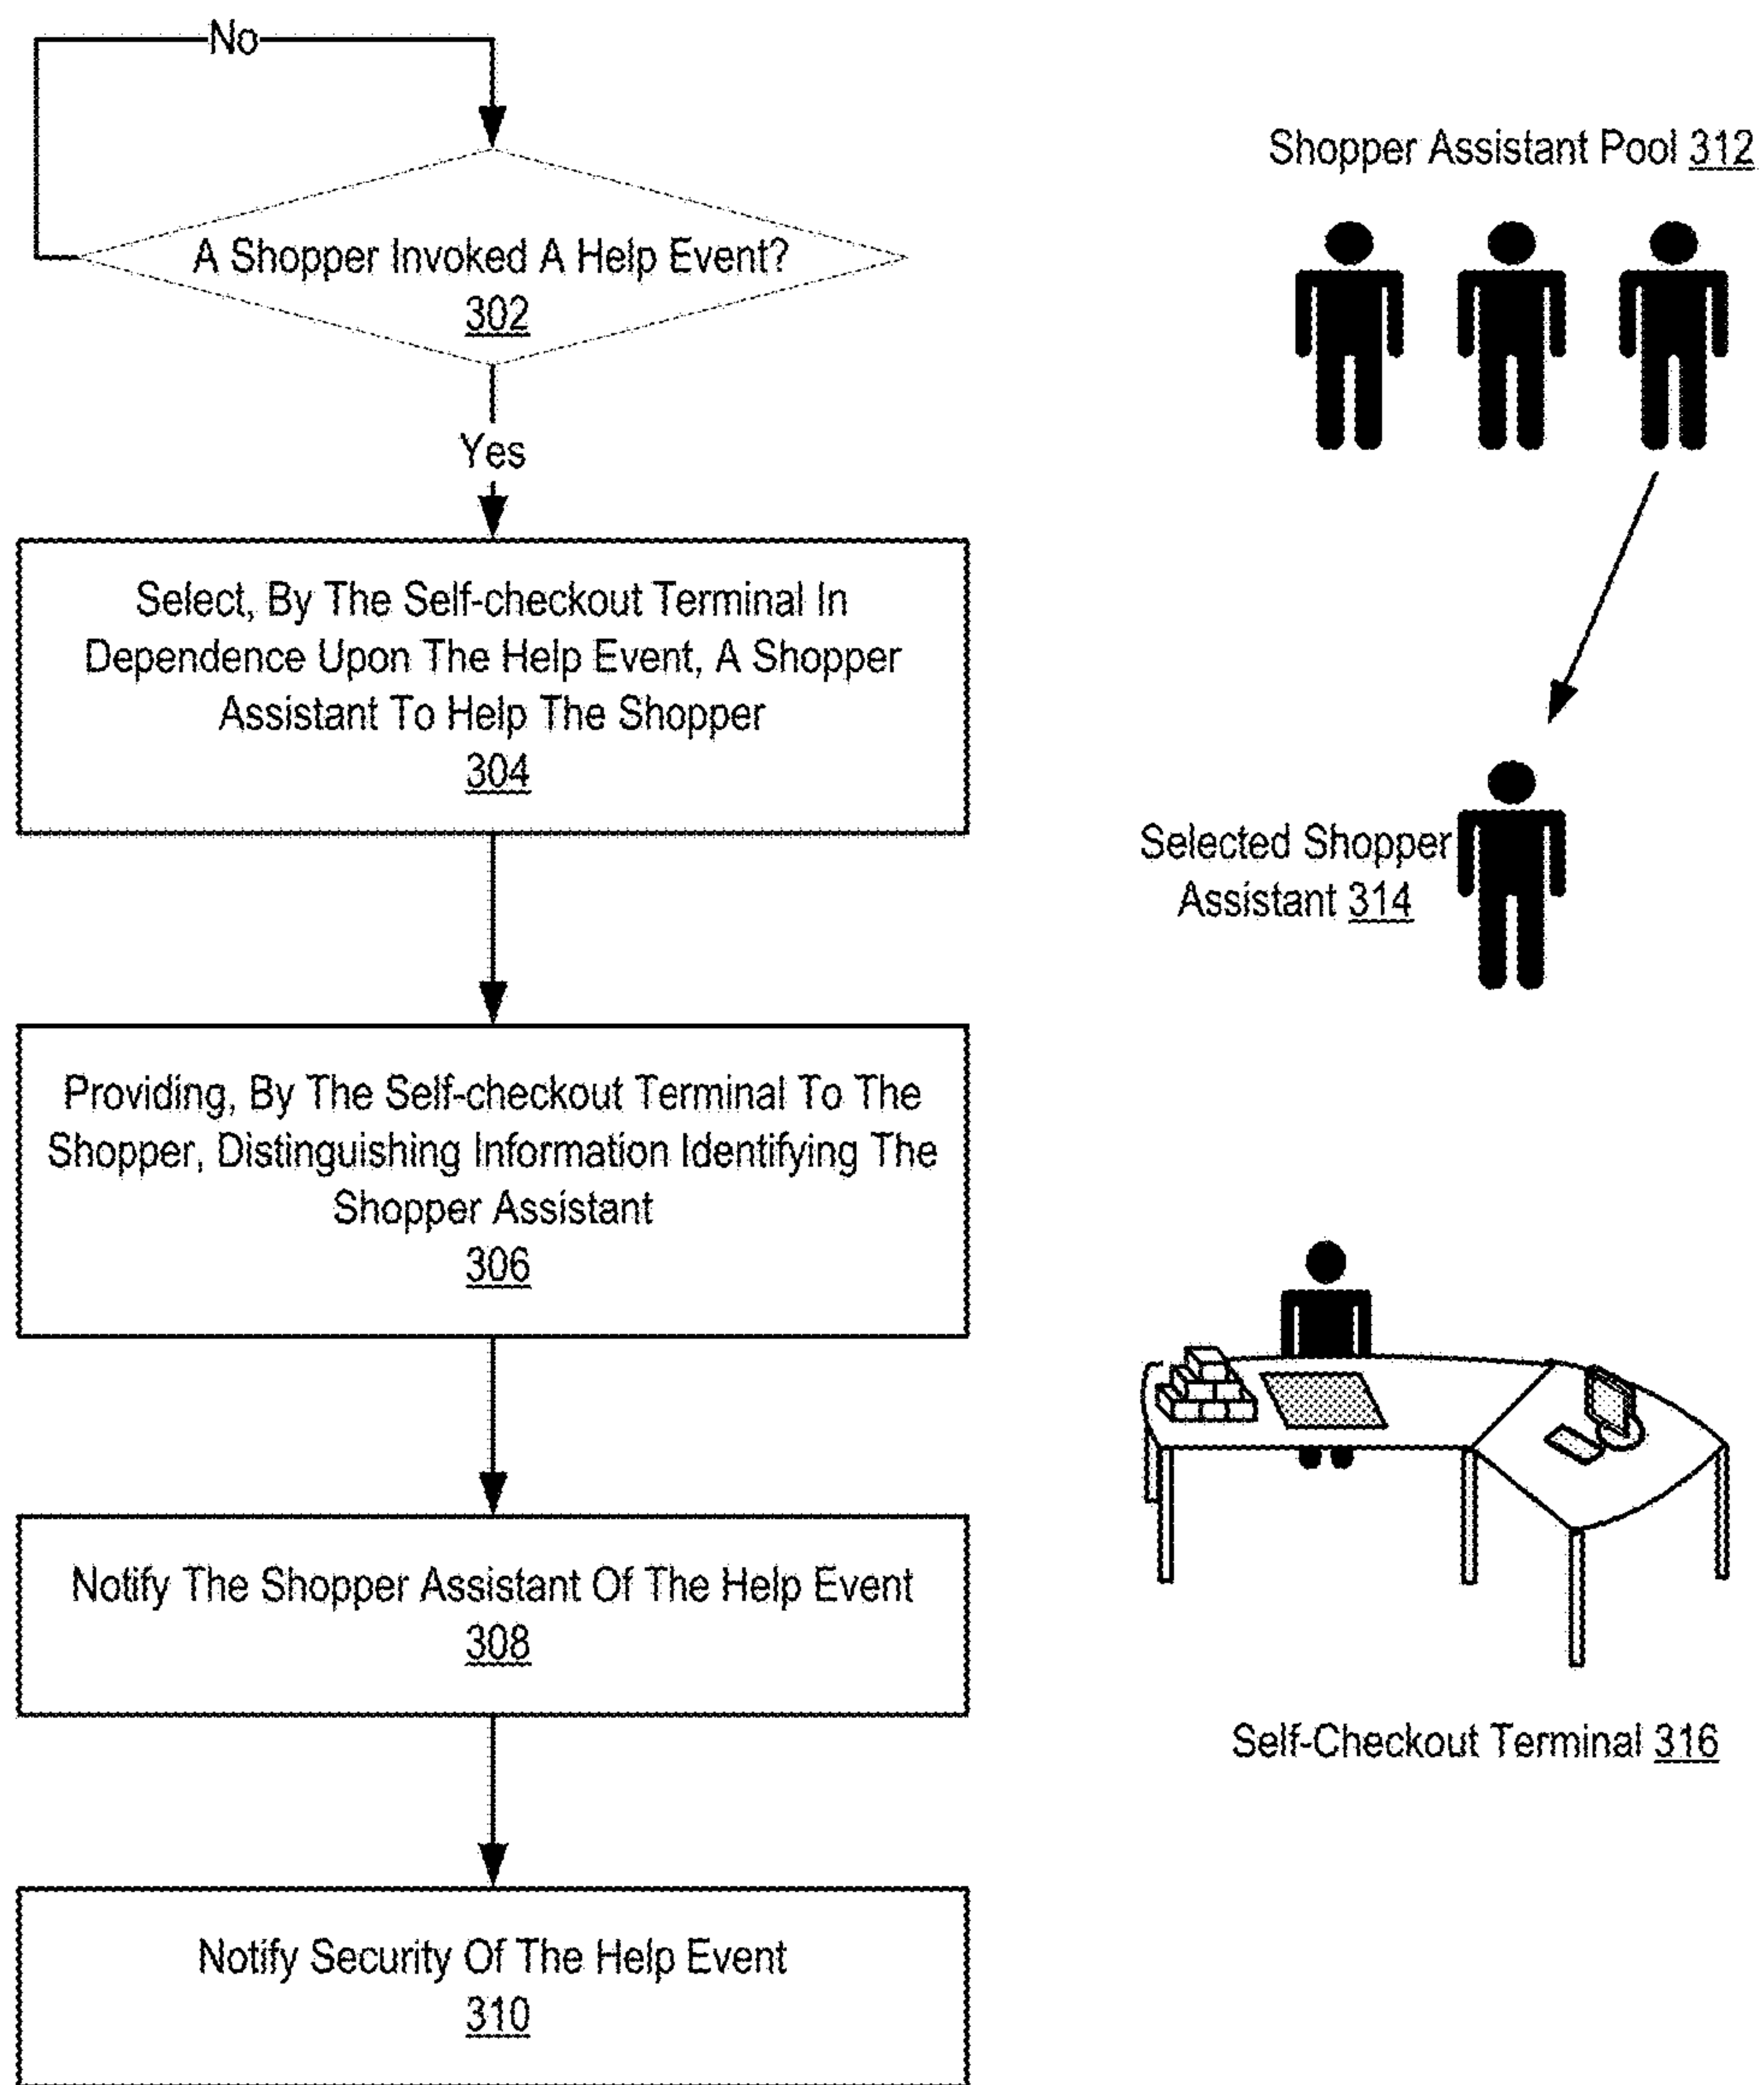 No
A Shopper Invoked A Help Event?
302
Yes
Select, By The Self-checkout Terminal In
Dependence Upon The Help Event, A Shopper
Assistant To Help The Shopper
304
Providing, By The Self-checkout Terminal To The
Shopper, Distinguishing Information Identifying The
Shopper Assistant
306
Notify The Shopper Assistant Of The Help Event
308
Notify Security Of The Help Event
310
Shopper Assistant Pool 312
Selected Shopper
Assistant 314
Self-Checkout Terminal 316